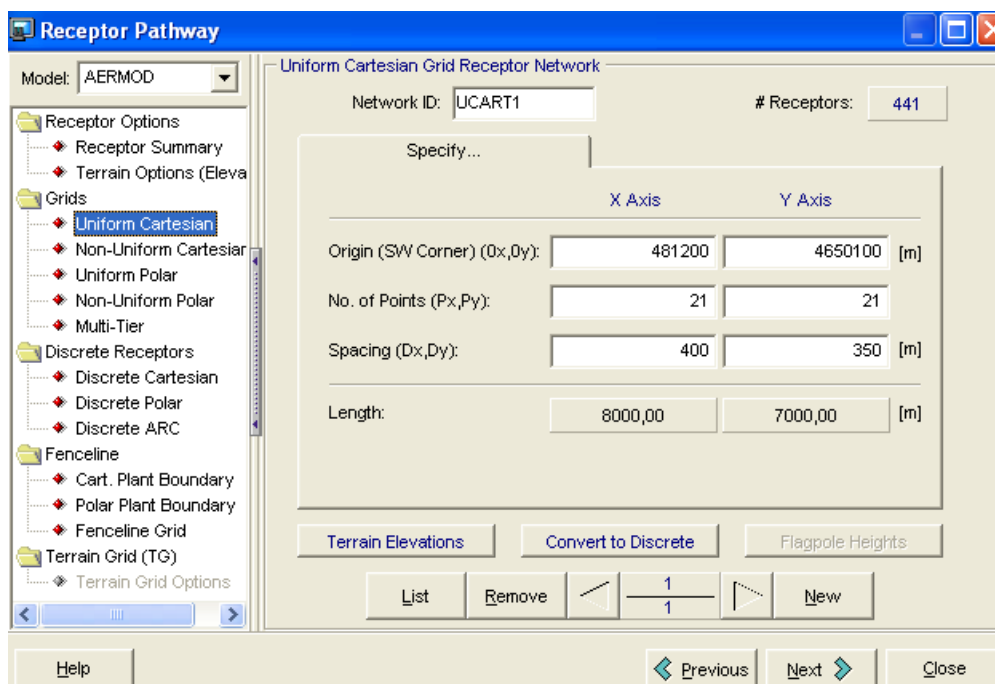 Receptor Pathway
Model: AERMOD
Receptor Options
Receptor Summary
Terrain Options (Eleva
Grids
Uniform Cartesian
Non-Uniform Cartesian
Uniform Polar
Non-Uniform Polar
Multi-Tier
Discrete Receptors
Discrete Cartesian
Discrete Polar
Discrete ARC
Fenceline
Cart. Plant Boundary
Polar Plant Boundary
Fenceline Grid
Terrain Grid (TG)
Terrain Grid Options
Uniform Cartesian Grid Receptor Network
Network ID: UCART1 # Receptors: 441
Specify...
X Axis Y Axis
Origin (SW Corner) (0x,0y): 481200 4650100 [m]
No. of Points (Px,Py): 21 21
Spacing (Dx,Dy): 400 350 [m]
Length: 8000,00 7000,00 [m]
Terrain Elevations Convert to Discrete Flagpole Heights
List Remove 1 New
1
Help Previous Next Close